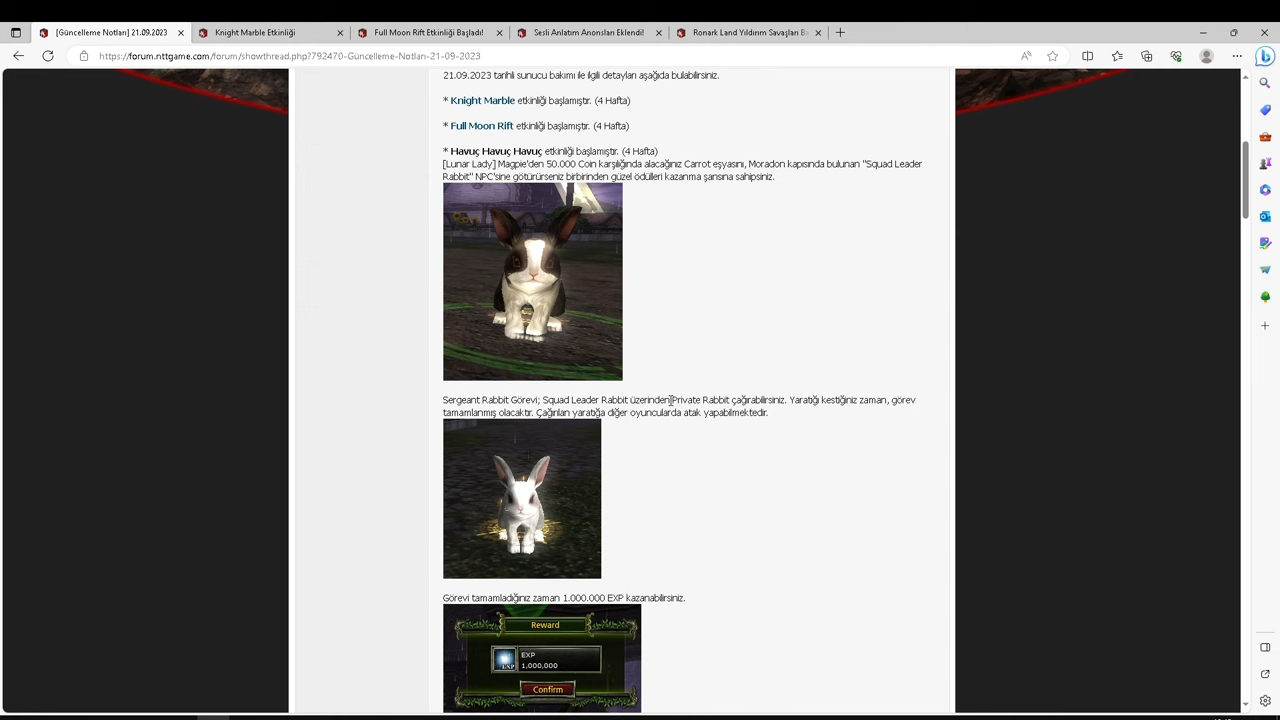 [Güncelleme Notları] 21.09.2023
Knight Marble Etkinliği
Full Moon Rift Etkinliği Başladı!
Sesli Anlatım Anonsları Eklendi!
Ronark Land Yıldırım Savaşları Ba
https://forum.nttgame.com/forum/showthread.php?792470-Güncelleme-Notları-21-09-2023
21.09.2023 tarihli sunucu bakımı ile ilgili detayları aşağıda bulabilirsiniz.
* Knight Marble etkinliği başlamıştır. (4 Hafta)
* Full Moon Rift etkinliği başlamıştır. (4 Hafta)
* Havuç Havuç Havuç etkinliği başlamıştır. (4 Hafta)
[Lunar Lady] Magpie'den 50.000 Coin karşılığında alacağınız Carrot eşyasını, Moradon kapısında bulunan "Squad Leader
Rabbit" NPC'sine götürürseniz birbirinden güzel ödülleri kazanma şansına sahipsiniz.
Sergeant Rabbit Görevi; Squad Leader Rabbit üzerinden Private Rabbit çağırabilirsiniz. Yaratığı kestiğiniz zaman, görev
tamamlanmış olacaktır. Çağırılan yaratığa diğer oyuncularda atak yapabilmektedir.
Görevi tamamladığınız zaman 1.000.000 EXP kazanabilirsiniz.
Reward
EXP
EXP
1,000,000
Confirm